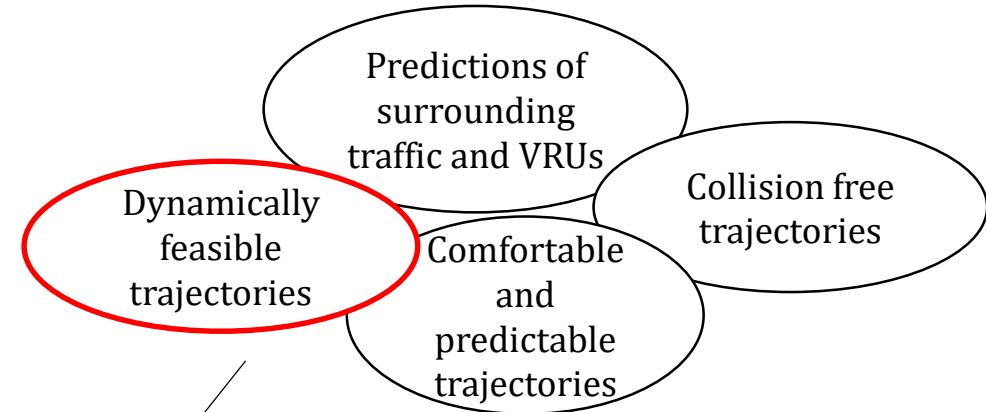 Predictions of
surrounding
traffic and VRUs
Dynamically
feasible
trajectories
Collision free
trajectories
Comfortable
and
predictable
trajectories